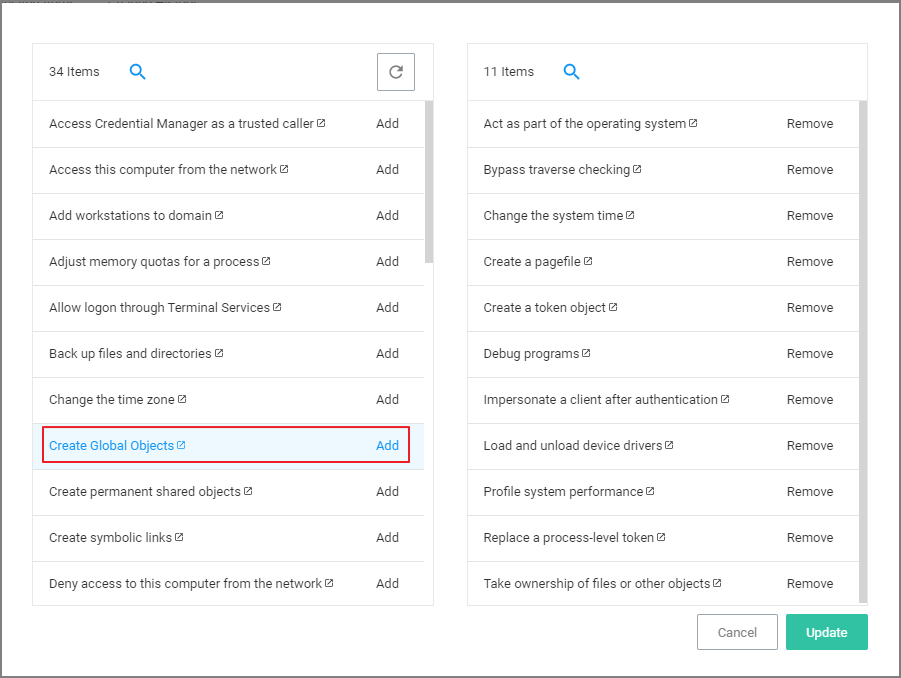 34 Items
Access Credential Manager as a trusted caller Add
Access this computer from the network Add
Add workstations to domain Add
Adjust memory quotas for a process Add
Allow logon through Terminal Services Add
Back up files and directories Add
Change the time zone Add
Create Global Objects Add
Create permanent shared objects Add
Create symbolic links Add
Deny access to this computer from the network Add
11 Items
Act as part of the operating system Remove
Bypass traverse checking Remove
Change the system time Remove
Create a pagefile Remove
Create a token object Remove
Debug programs Remove
Impersonate a client after authentication Remove
Load and unload device drivers Remove
Profile system performance Remove
Replace a process-level token Remove
Take ownership of files or other objects Remove
Cancel Update